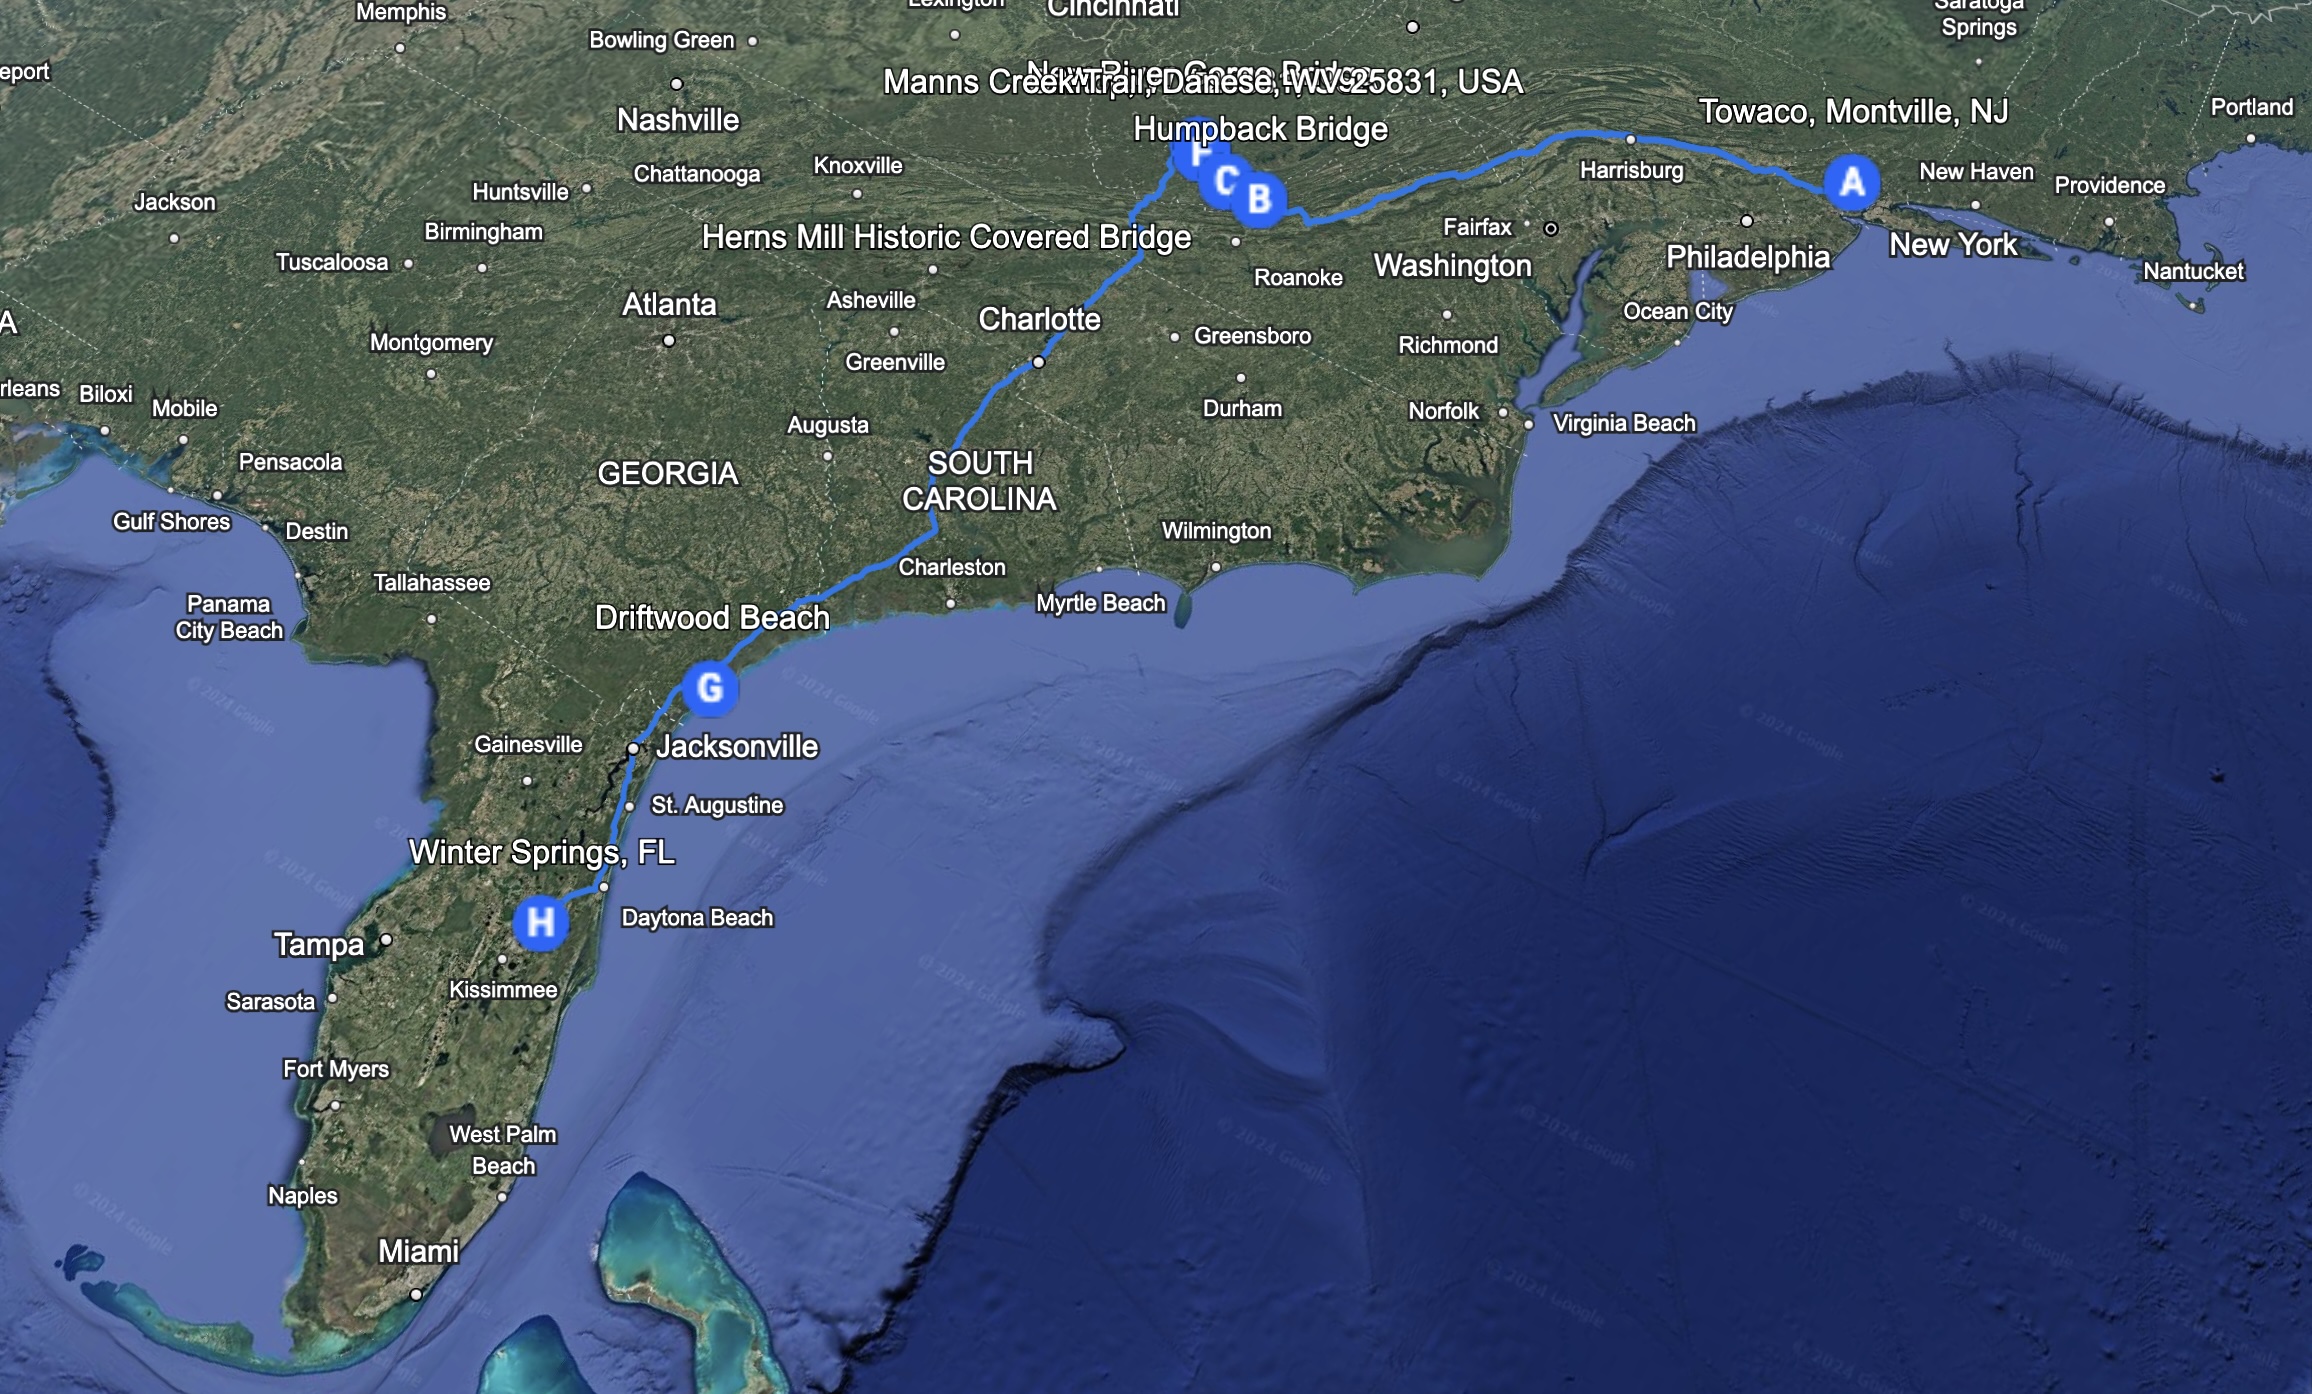 Memphis
Lexington
Cincinnati
Saratoga
Springs
Bowling Green
eport
Manns Creek Trail, Danese, WV 25831, USA
New River Gorge Bridge
Towaco, Montville, NJ
Portland
Nashville
Humpback Bridge
F
C
B
A
Knoxville
Chattanooga
Harrisburg
New Haven
Providence
Huntsville
Jackson
Birmingham
Fairfax
Herns Mill Historic Covered Bridge
New York
Tuscaloosa
Roanoke
Washington
Philadelphia
Nantucket
Atlanta
Asheville
Ocean City
A
Charlotte
Montgomery
Greensboro
Richmond
Greenville
rleans
Biloxi
Mobile
Durham
Norfolk
Virginia Beach
Augusta
Pensacola
GEORGIA
SOUTH
CAROLINA
Gulf Shores
Destin
Wilmington
Charleston
Tallahassee
Panama
City Beach
Driftwood Beach
Myrtle Beach
G
© 2024 Google
Gainesville
Jacksonville
St. Augustine
Winter Springs, FL
H
Daytona Beach
Tampa
Kissimmee
Sarasota
Fort Myers
West Palm
Beach
Naples
Miami